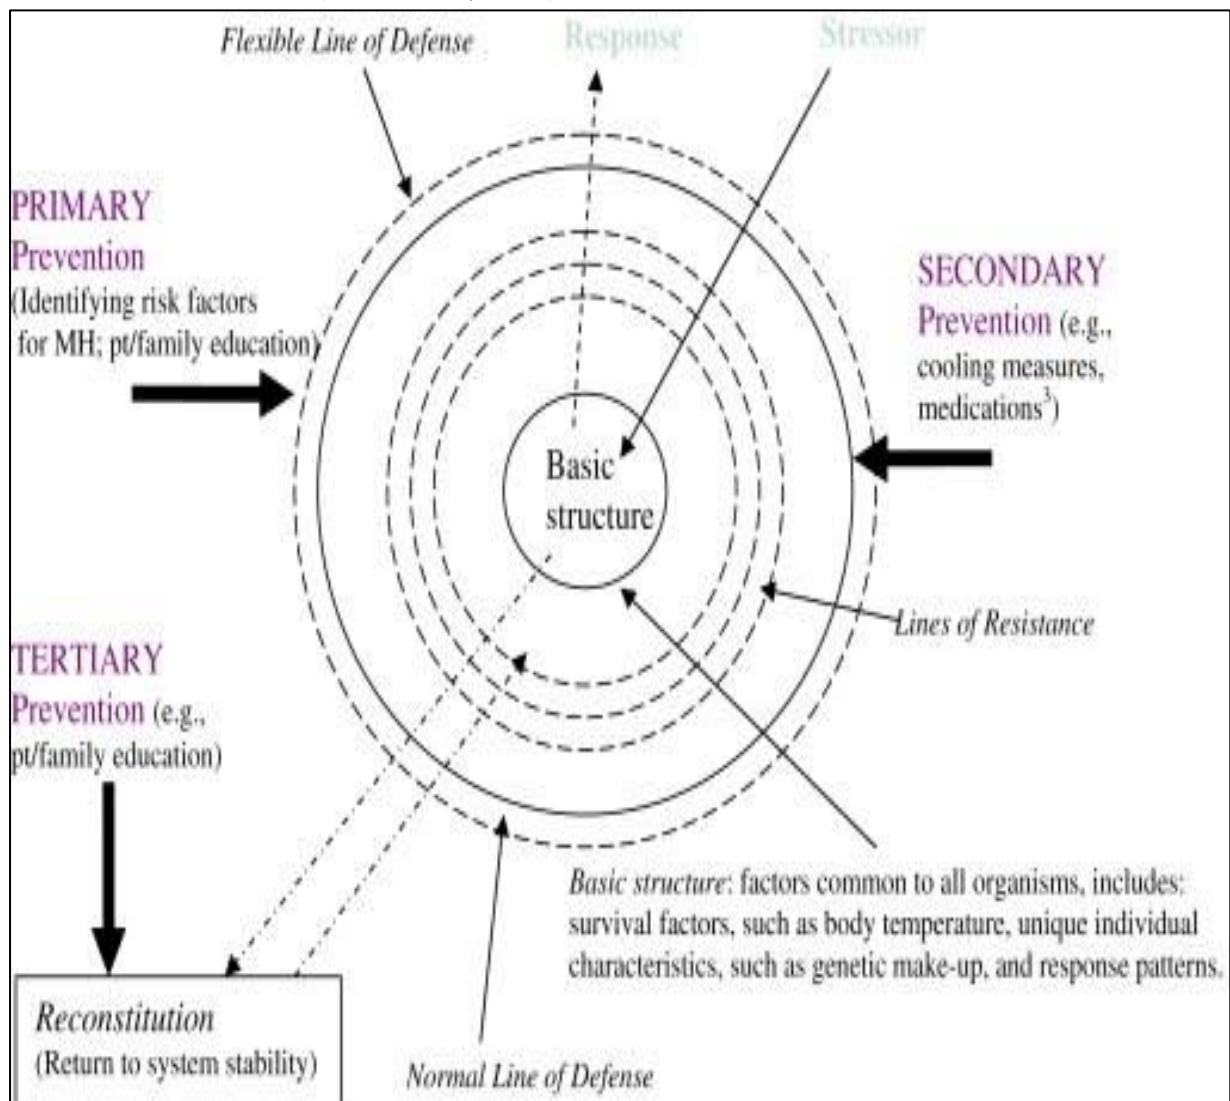 Flexible Line of Defense
Response
Stressor
PRIMARY
Prevention
(Identifying risk factors
for MH; pt/family education)
SECONDARY
Prevention (e.g.,
cooling measures,
medications³)
Basic
structure
Lines of Resistance
TERTIARY
Prevention (e.g.,
pt/family education)
Basic structure: factors common to all organisms, includes:
survival factors, such as body temperature, unique individual
characteristics, such as genetic make-up, and response patterns.
Reconstitution
(Return to system stability)
Normal Line of Defense